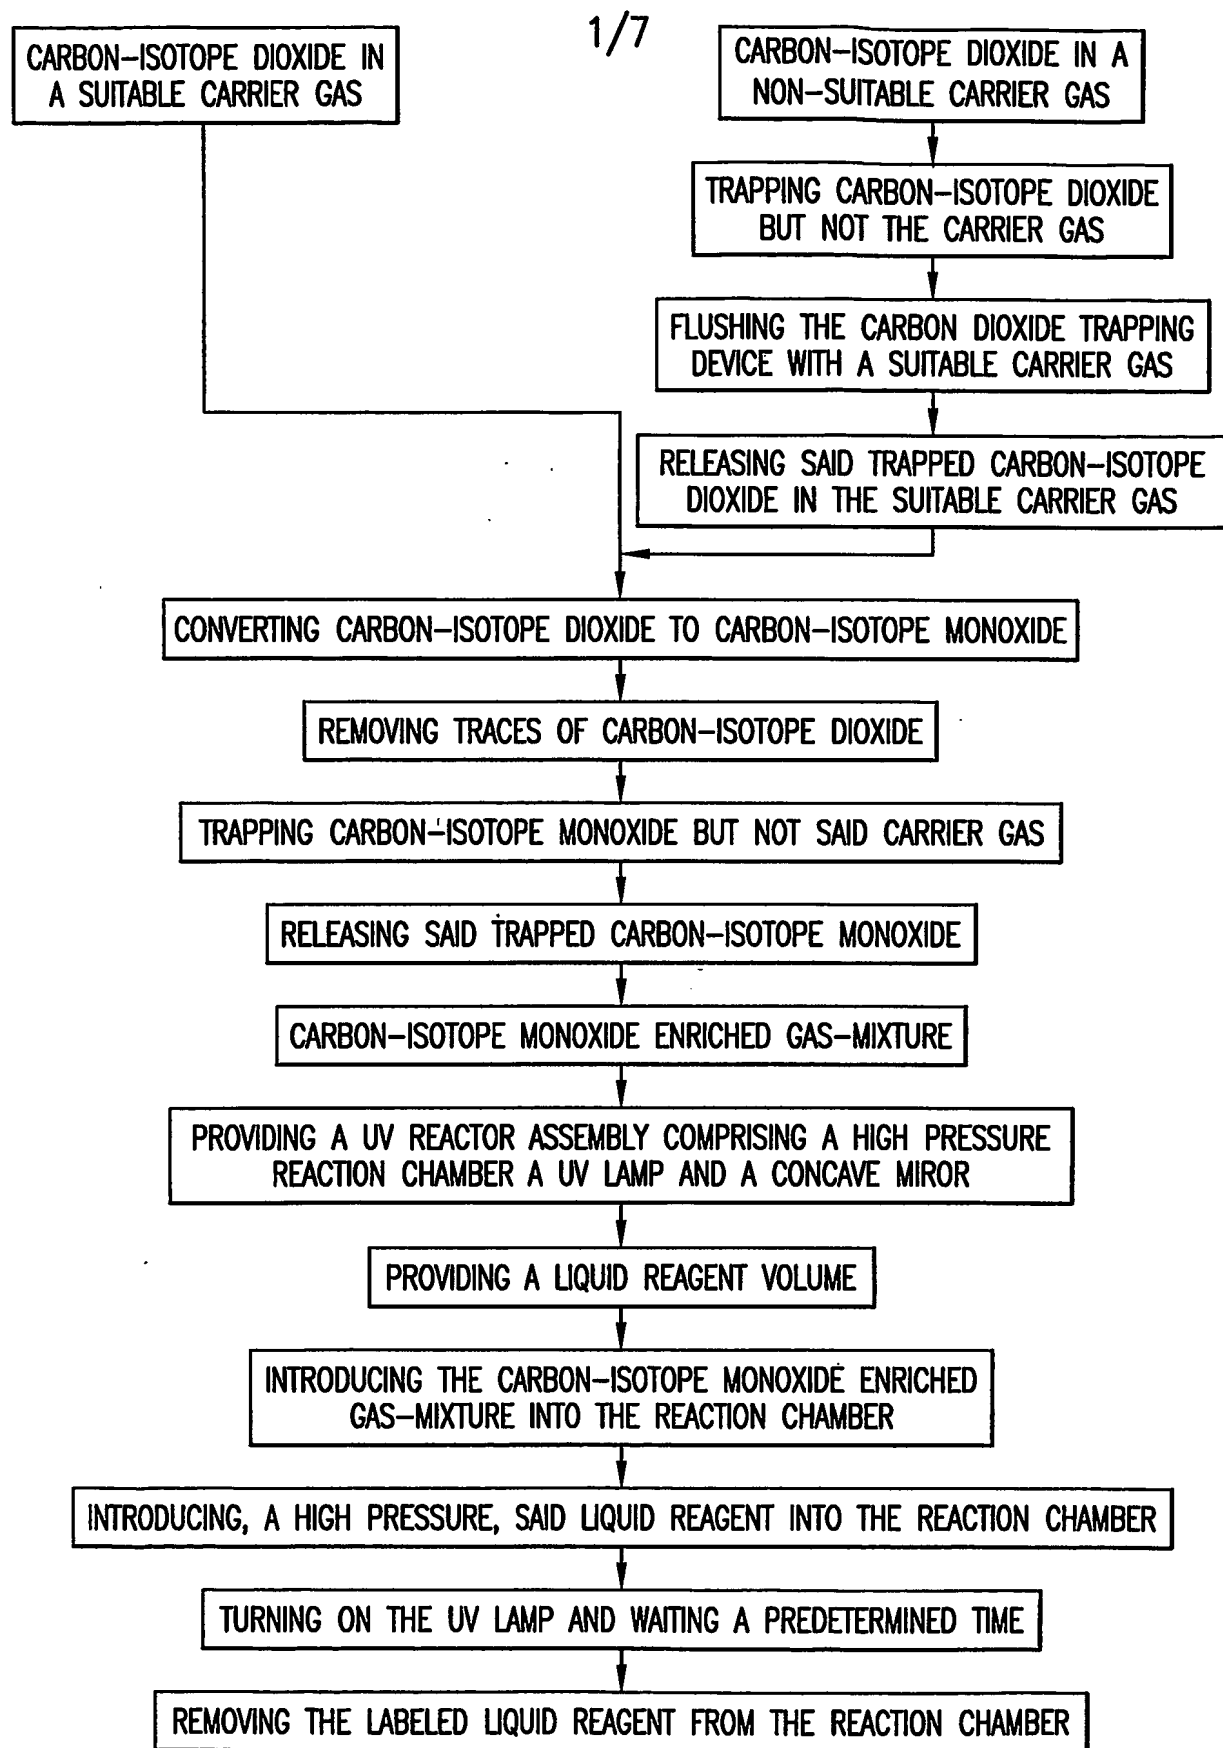 1/7
CARBON-ISOTOPE DIOXIDE IN
A SUITABLE CARRIER GAS
CARBON-ISOTOPE DIOXIDE IN A
NON-SUITABLE CARRIER GAS
TRAPPING CARBON-ISOTOPE DIOXIDE
BUT NOT THE CARRIER GAS
FLUSHING THE CARBON DIOXIDE TRAPPING
DEVICE WITH A SUITABLE CARRIER GAS
RELEASING SAID TRAPPED CARBON-ISOTOPE
DIOXIDE IN THE SUITABLE CARRIER GAS
CONVERTING CARBON-ISOTOPE DIOXIDE TO CARBON-ISOTOPE MONOXIDE
REMOVING TRACES OF CARBON-ISOTOPE DIOXIDE
TRAPPING CARBON-ISOTOPE MONOXIDE BUT NOT SAID CARRIER GAS
RELEASING SAID TRAPPED CARBON-ISOTOPE MONOXIDE
CARBON-ISOTOPE MONOXIDE ENRICHED GAS-MIXTURE
PROVIDING A UV REACTOR ASSEMBLY COMPRISING A HIGH PRESSURE
REACTION CHAMBER A UV LAMP AND A CONCAVE MIROR
PROVIDING A LIQUID REAGENT VOLUME
INTRODUCING THE CARBON-ISOTOPE MONOXIDE ENRICHED
GAS-MIXTURE INTO THE REACTION CHAMBER
INTRODUCING, A HIGH PRESSURE, SAID LIQUID REAGENT INTO THE REACTION CHAMBER
TURNING ON THE UV LAMP AND WAITING A PREDETERMINED TIME
REMOVING THE LABELED LIQUID REAGENT FROM THE REACTION CHAMBER